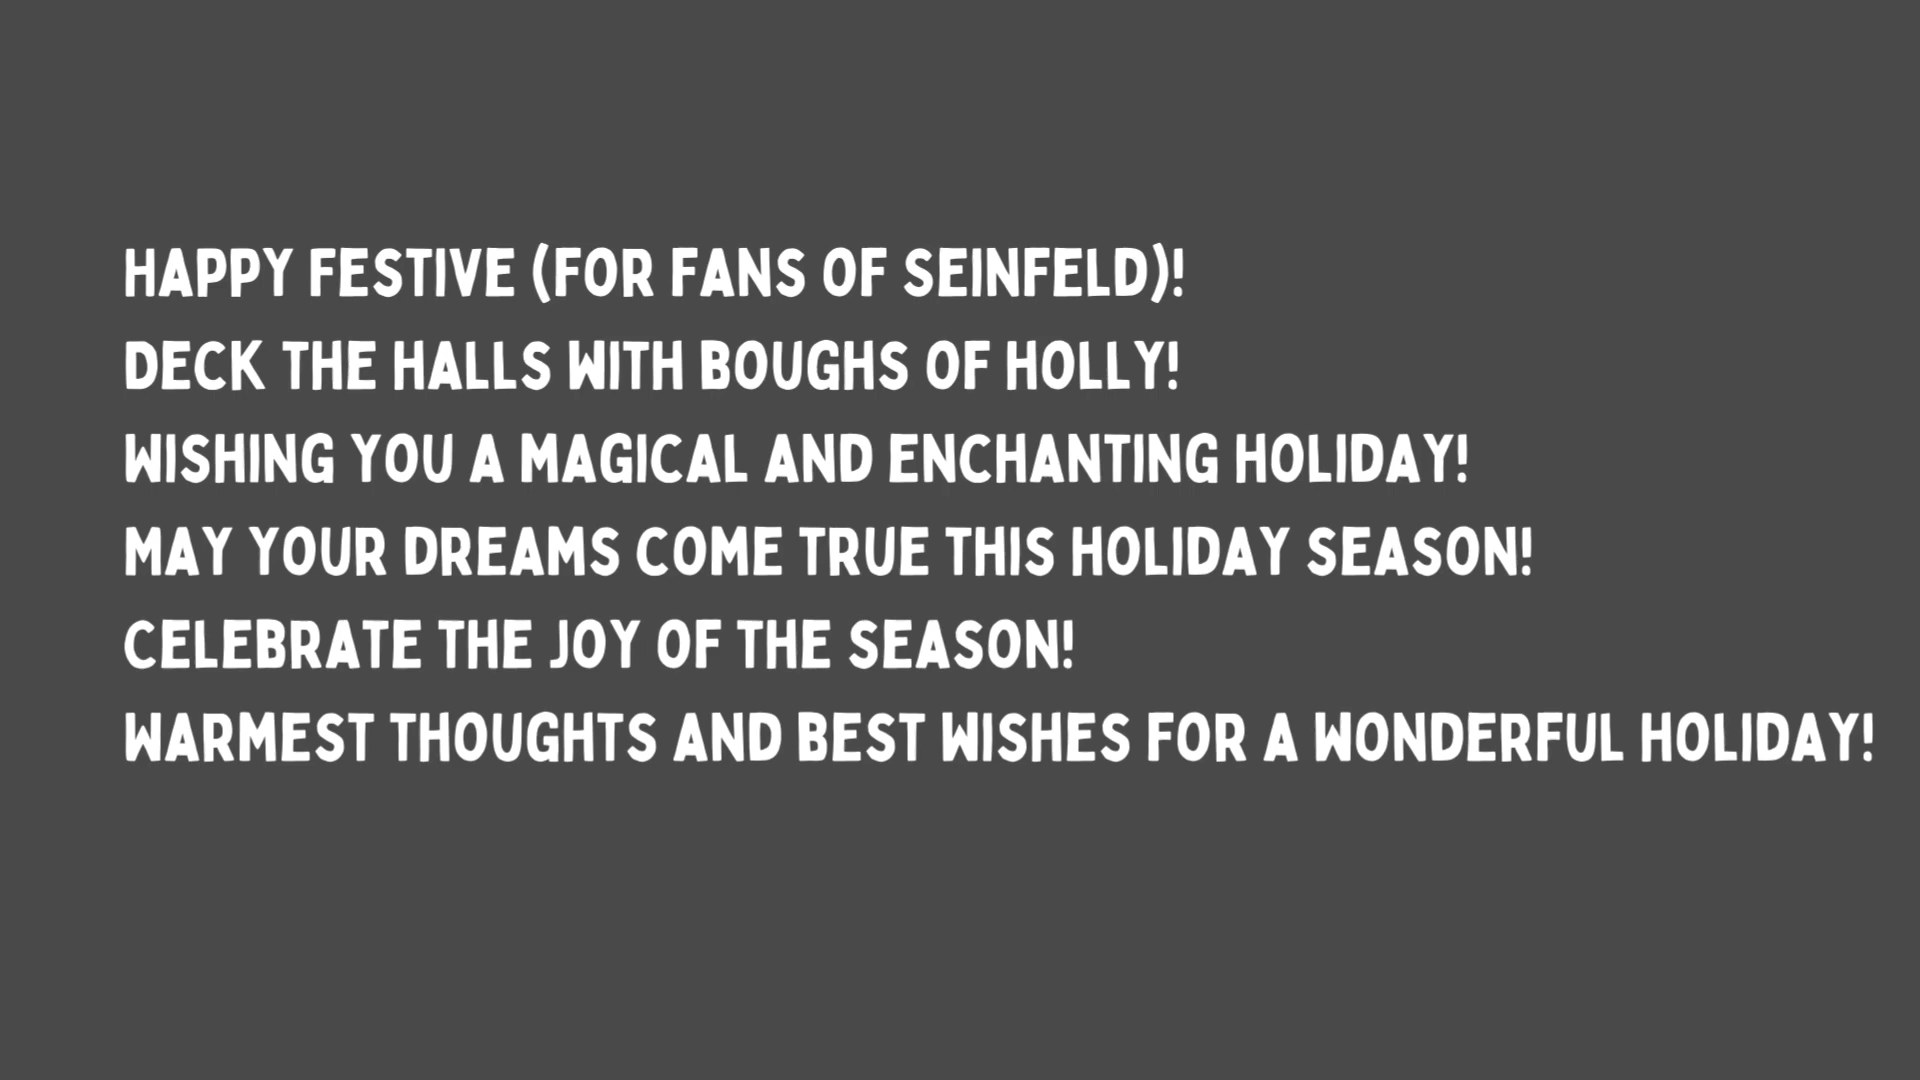 HAPPY FESTIVE (FOR FANS OF SEINFELD)!
DECK THE HALLS WITH BOUGHS OF HOLLY!
WISHING YOU A MAGICAL AND ENCHANTING HOLIDAY!
MAY YOUR DREAMS COME TRUE THIS HOLIDAY SEASON!
CELEBRATE THE JOY OF THE SEASON!
WARMEST THOUGHTS AND BEST WISHES FOR A WONDERFUL HOLIDAY!